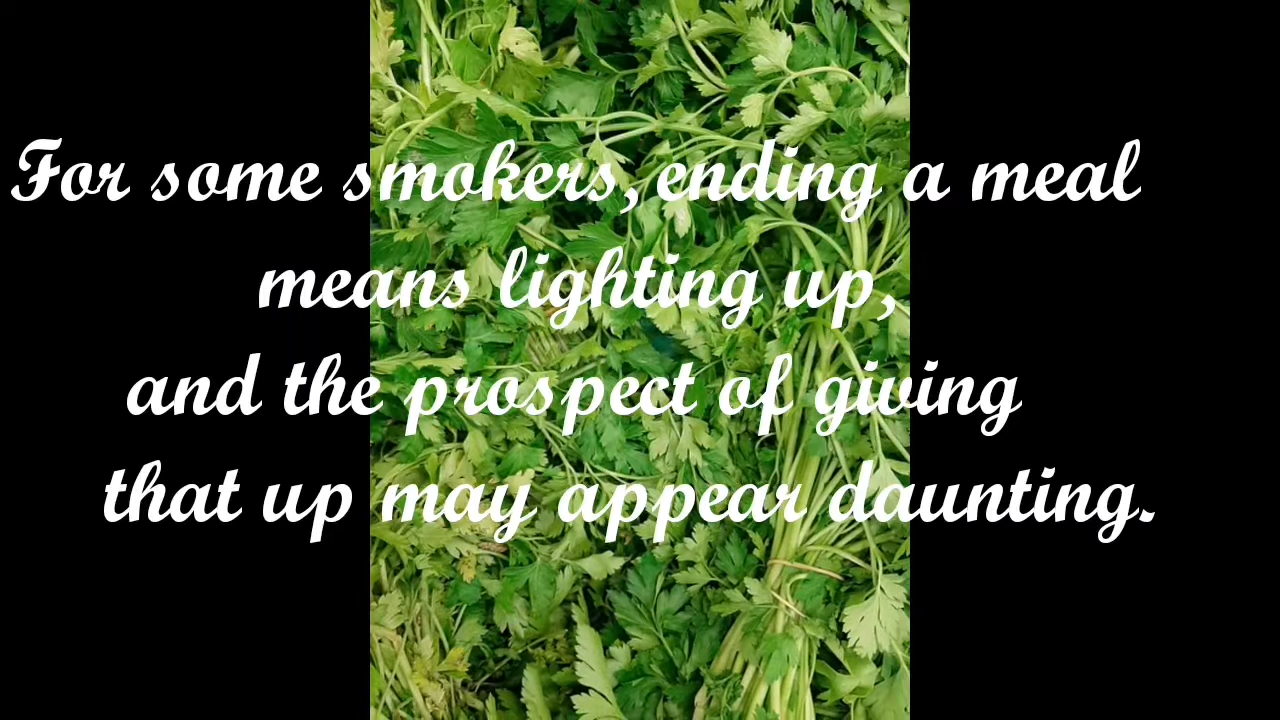 For some smokers, ending a meal
means lighting up,
and the prospect of giving
that up may appear daunting.